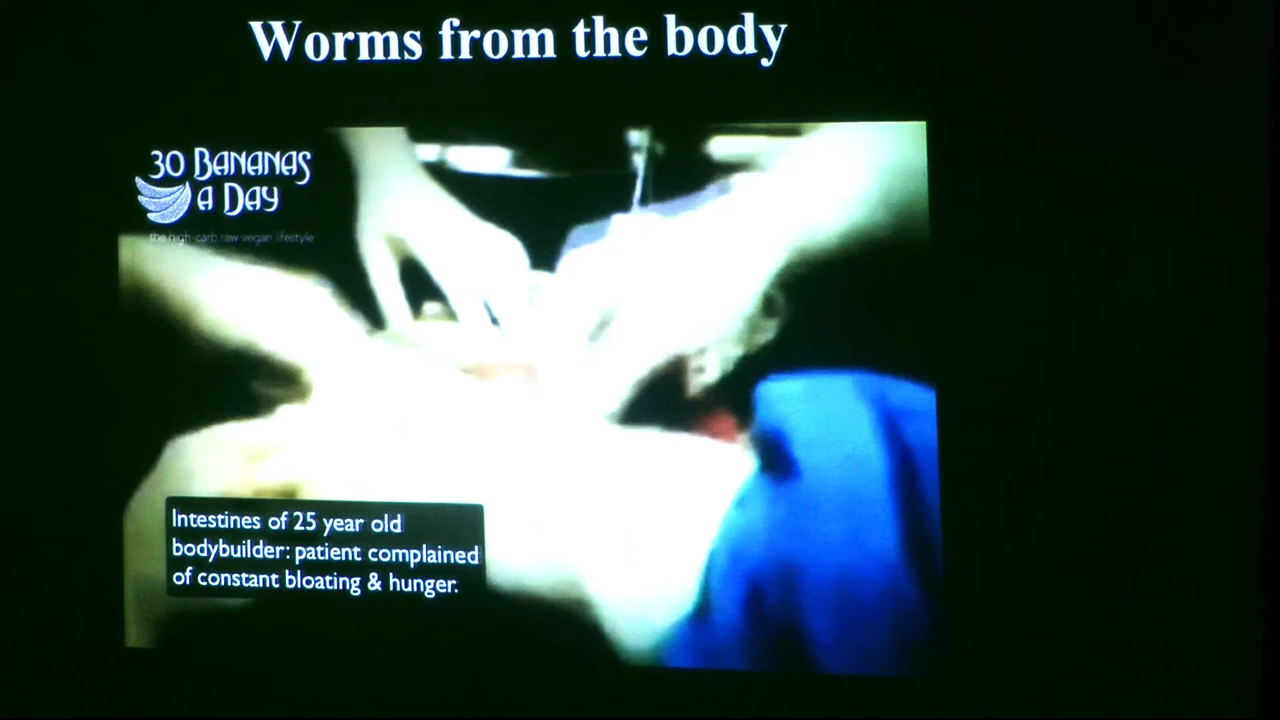 Worms from the body
30 BANANAS
A DAY
the high-carb raw vegan lifestyle
Intestines of 25 year old
bodybuilder: patient complained
of constant bloating & hunger.